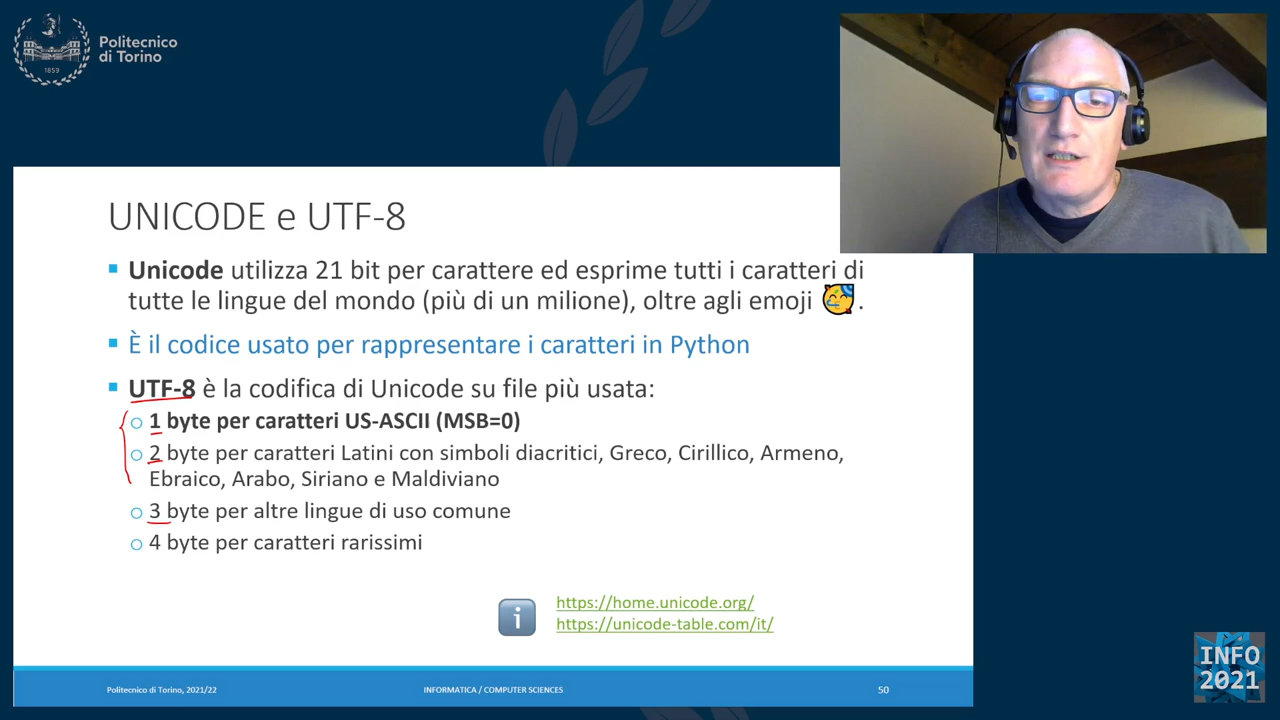 Politecnico
di Torino
1859
UNICODE e UTF-8
▪ Unicode utilizza 21 bit per carattere ed esprime tutti i caratteri di
tutte le lingue del mondo (più di un milione), oltre agli emoji 🥳.
▪ È il codice usato per rappresentare i caratteri in Python
▪ UTF-8 è la codifica di Unicode su file più usata:
o 1 byte per caratteri US-ASCII (MSB=0)
o 2 byte per caratteri Latini con simboli diacritici, Greco, Cirillico, Armeno,
Ebraico, Arabo, Siriano e Maldiviano
o 3 byte per altre lingue di uso comune
o 4 byte per caratteri rarissimi
https://home.unicode.org/
https://unicode-table.com/it/
Politecnico di Torino, 2021/22
INFORMATICA / COMPUTER SCIENCES
50
INFO
2021